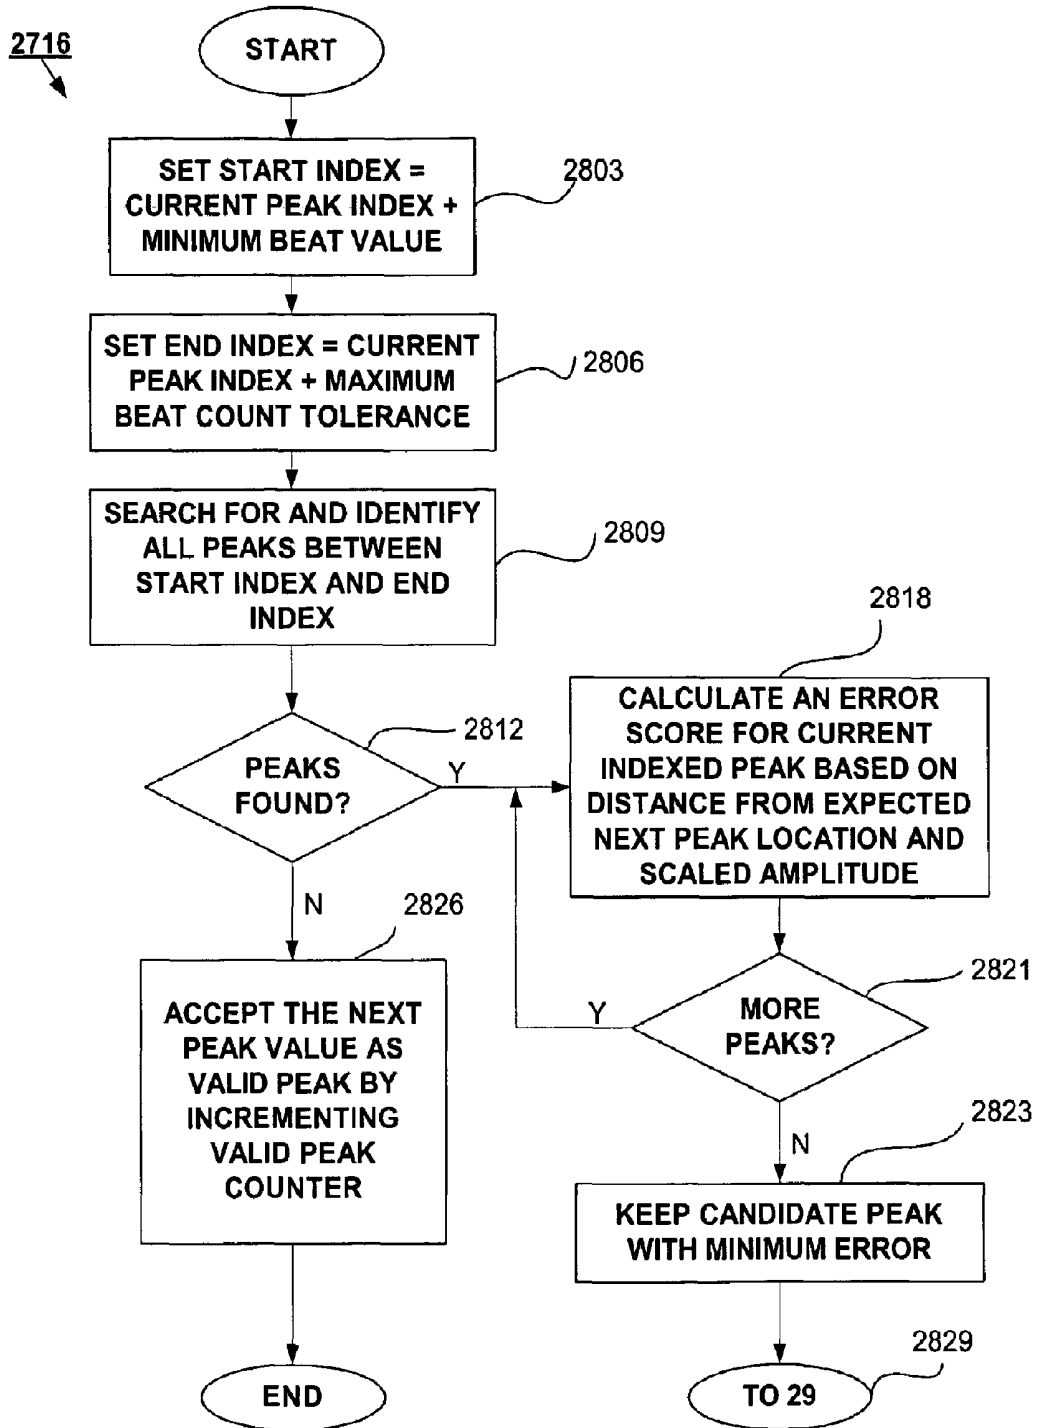 2716
START
SET START INDEX =
CURRENT PEAK INDEX +
MINIMUM BEAT VALUE
2803
SET END INDEX = CURRENT
PEAK INDEX + MAXIMUM
BEAT COUNT TOLERANCE
2806
SEARCH FOR AND IDENTIFY
ALL PEAKS BETWEEN
START INDEX AND END
INDEX
2809
PEAKS
FOUND?
2812
Y
N
2818
CALCULATE AN ERROR
SCORE FOR CURRENT
INDEXED PEAK BASED ON
DISTANCE FROM EXPECTED
NEXT PEAK LOCATION AND
SCALED AMPLITUDE
2826
ACCEPT THE NEXT
PEAK VALUE AS
VALID PEAK BY
INCREMENTING
VALID PEAK
COUNTER
2821
MORE
PEAKS?
Y
N
2823
KEEP CANDIDATE PEAK
WITH MINIMUM ERROR
END
TO 29
2829